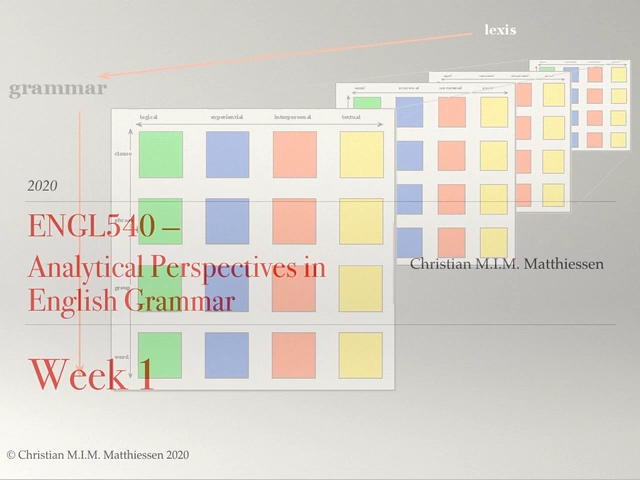 lexis
grammar
logical experiential interpersonal textual
clause
2020
phrase
ENGL540 –
Analytical Perspectives in
English Grammar
group
Christian M.I.M. Matthiessen
word
Week 1
© Christian M.I.M. Matthiessen 2020